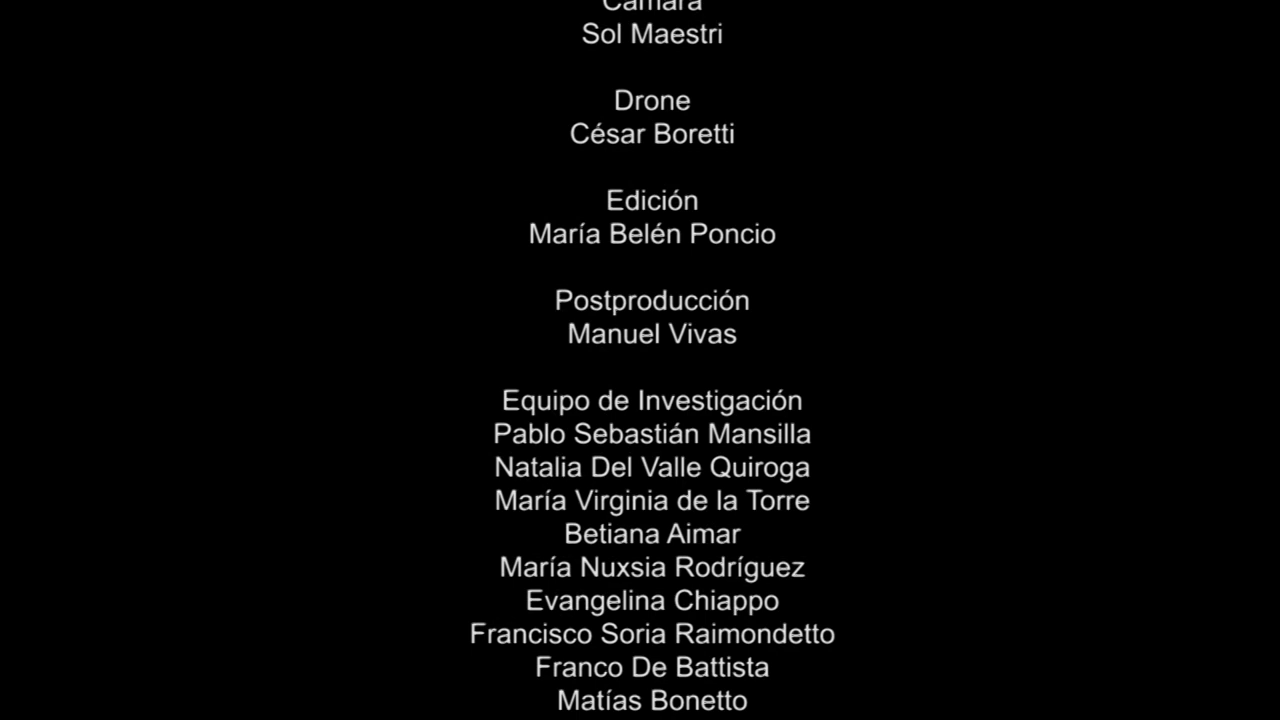 Cámara
Sol Maestri
Drone
César Boretti
Edición
María Belén Poncio
Postproducción
Manuel Vivas
Equipo de Investigación
Pablo Sebastián Mansilla
Natalia Del Valle Quiroga
María Virginia de la Torre
Betiana Aimar
María Nuxsia Rodríguez
Evangelina Chiappo
Francisco Soria Raimondetto
Franco De Battista
Matías Bonetto